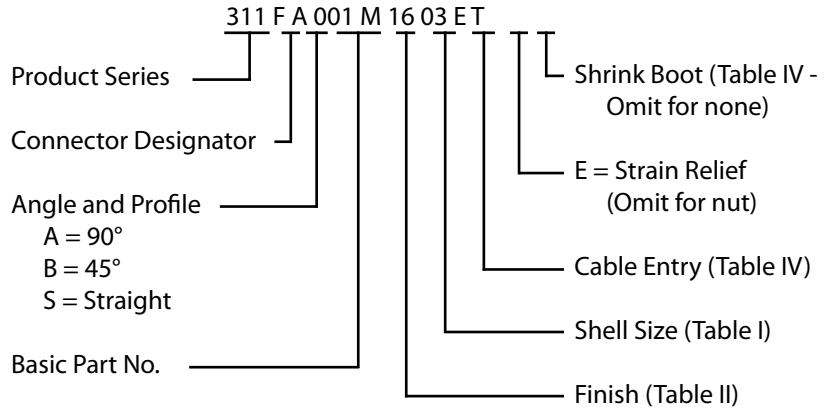 311 F A 001 M 16 03 E T
Product Series
Connector Designator
Angle and Profile
A = 90°
B = 45°
S = Straight
Basic Part No.
Shrink Boot (Table IV -
Omit for none)
E = Strain Relief
(Omit for nut)
Cable Entry (Table IV)
Shell Size (Table I)
Finish (Table II)